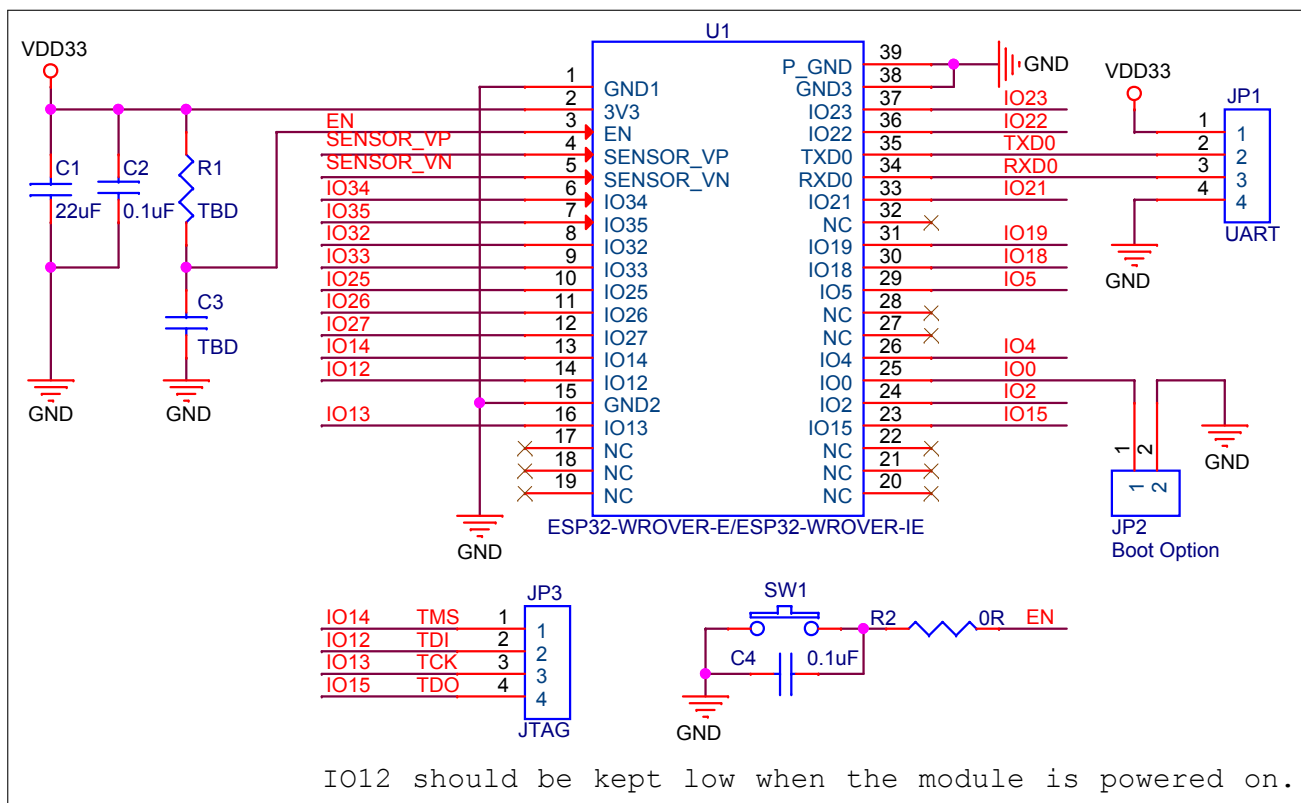 U1
VDD33
C1
22uF
C2
0.1uF
R1
TBD
C3
TBD
GND
GND
EN
SENSOR_VP
SENSOR_VN
IO34
IO35
IO32
IO33
IO25
IO26
IO27
IO14
IO12
IO13
1 GND1
2 3V3
3 EN
4 SENSOR_VP
5 SENSOR_VN
6 IO34
7 IO35
8 IO32
9 IO33
10 IO25
11 IO26
12 IO27
13 IO14
14 IO12
15 GND2
16 IO13
17 NC
18 NC
19 NC
GND
P_GND 39
GND3 38
IO23 37 IO23
IO22 36 IO22
TXD0 35 TXD0
RXD0 34 RXD0
IO21 33 IO21
NC 32
IO19 31 IO19
IO18 30 IO18
IO5 29 IO5
NC 28
NC 27
IO4 26 IO4
IO0 25 IO0
IO2 24 IO2
IO15 23 IO15
NC 22
NC 21
NC 20
ESP32-WROVER-E/ESP32-WROVER-IE
GND
VDD33
JP1
1 1
2 2
3 3
4 4
UART
GND
1 2
1 2
JP2
Boot Option
GND
JP3
IO14 TMS 1 1
IO12 TDI 2 2
IO13 TCK 3 3
IO15 TDO 4 4
JTAG
SW1
R2 0R EN
C4 0.1uF
GND
IO12 should be kept low when the module is powered on.